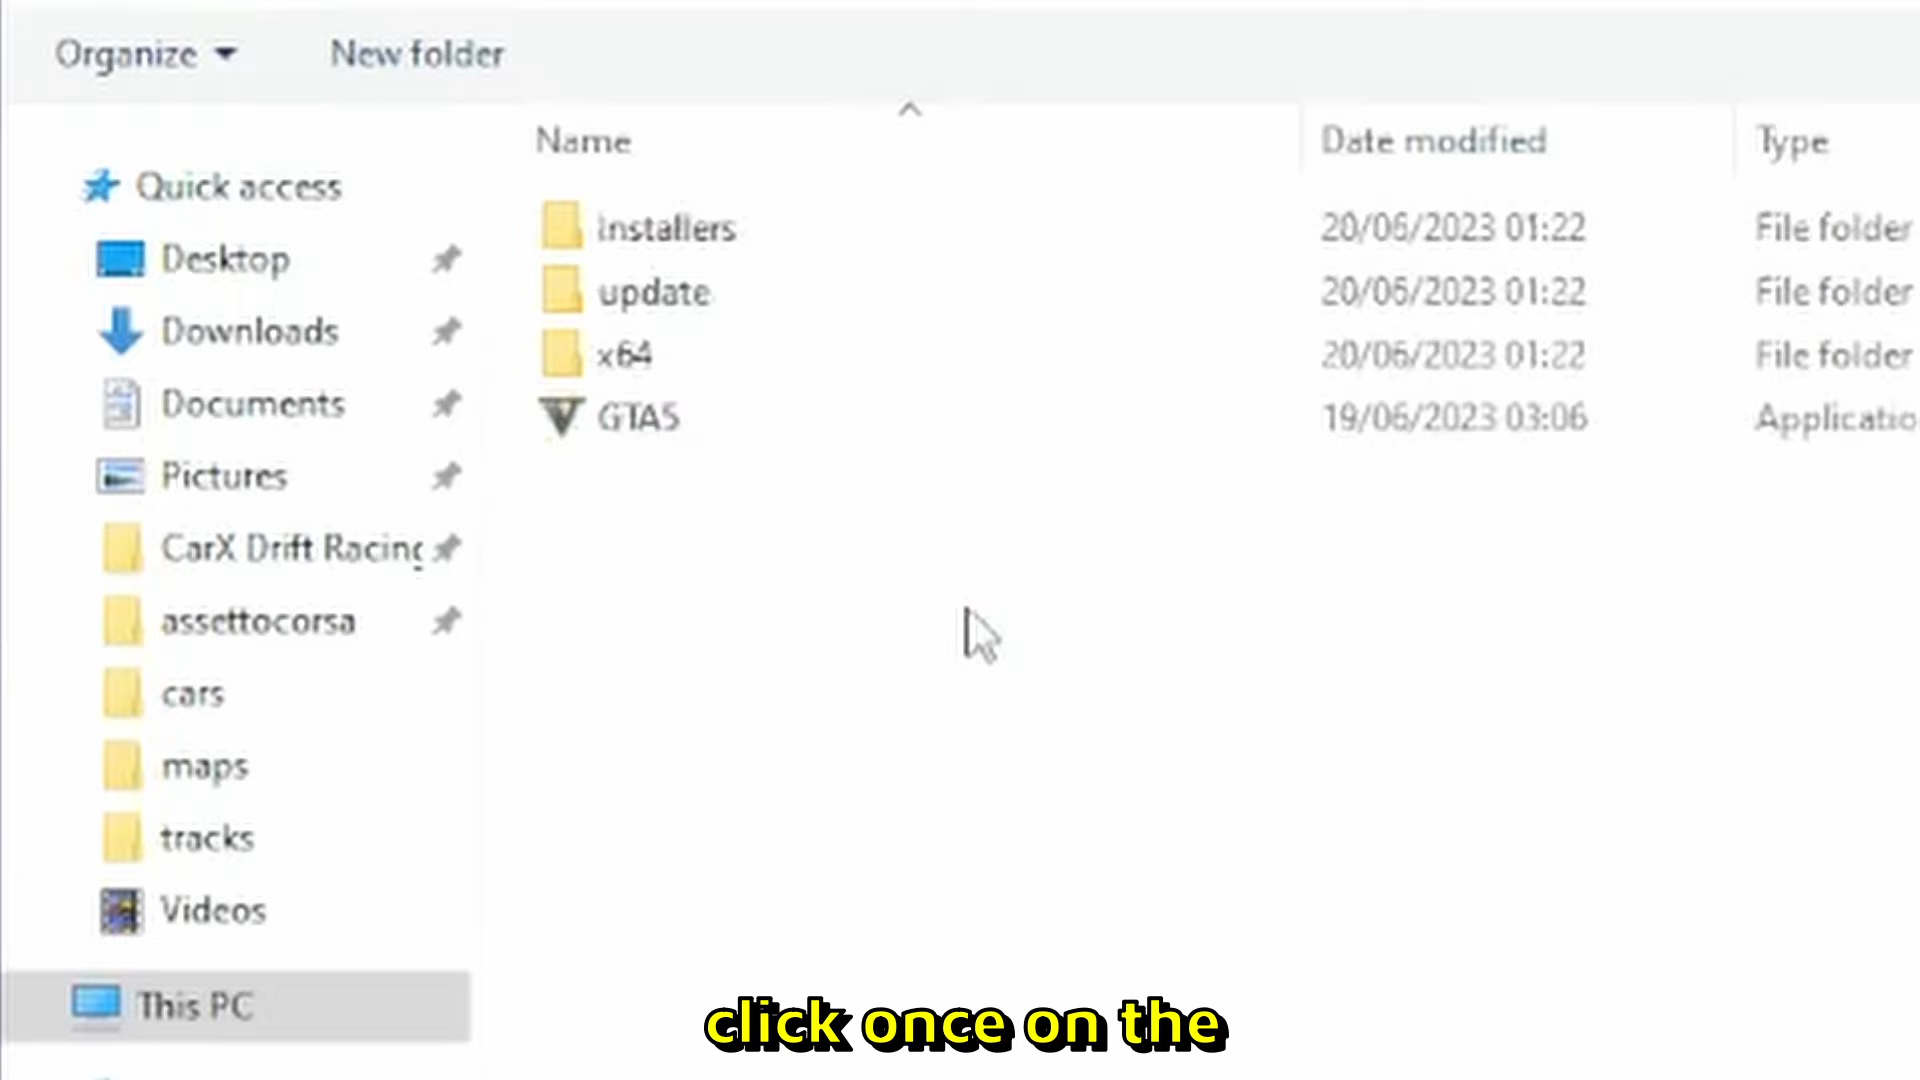 Organize New folder
Name Date modified Type
Quick access
Desktop
Downloads
Documents
Pictures
CarX Drift Racing
assettocorsa
cars
maps
tracks
Videos
This PC
installers 20/06/2023 01:22 File folder
update 20/06/2023 01:22 File folder
x64 20/06/2023 01:22 File folder
GTA5 19/06/2023 03:06 Applicatio
click once on the